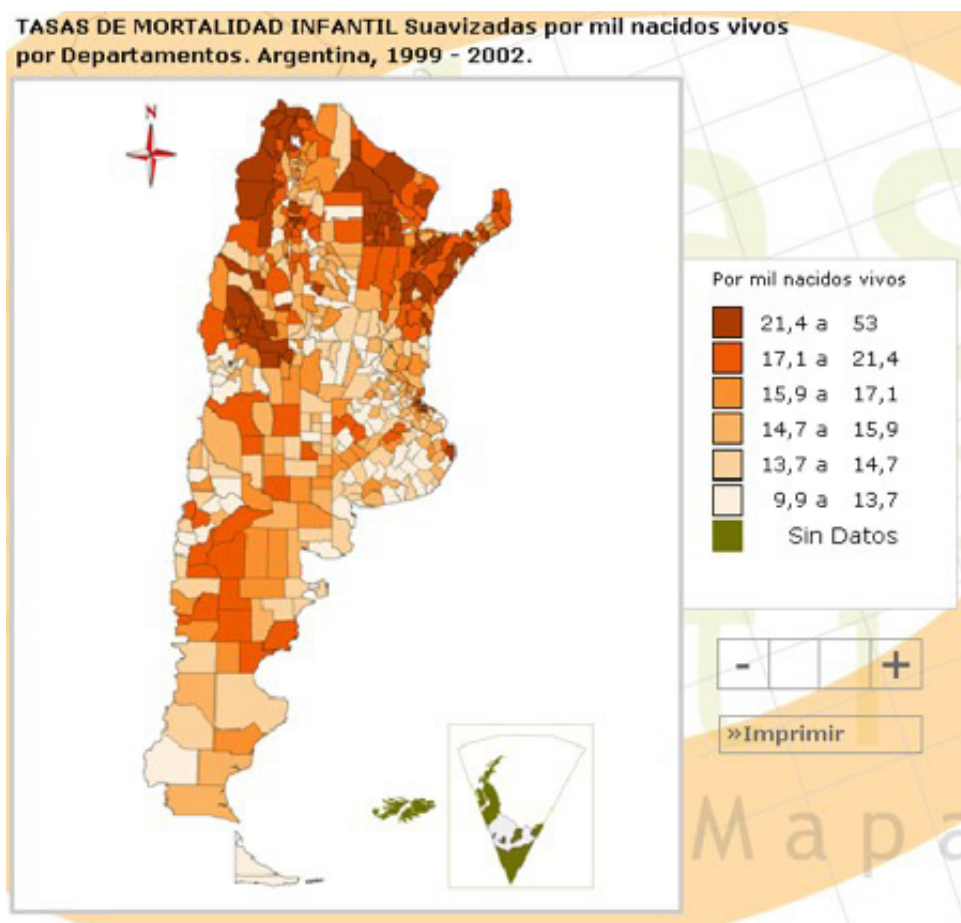 TASAS DE MORTALIDAD INFANTIL Suavizadas por mil nacidos vivos
por Departamentos. Argentina, 1999 - 2002.
N
Por mil nacidos vivos
21,4 a 53
17,1 a 21,4
15,9 a 17,1
14,7 a 15,9
13,7 a 14,7
9,9 a 13,7
Sin Datos
- +
»Imprimir
Mapa